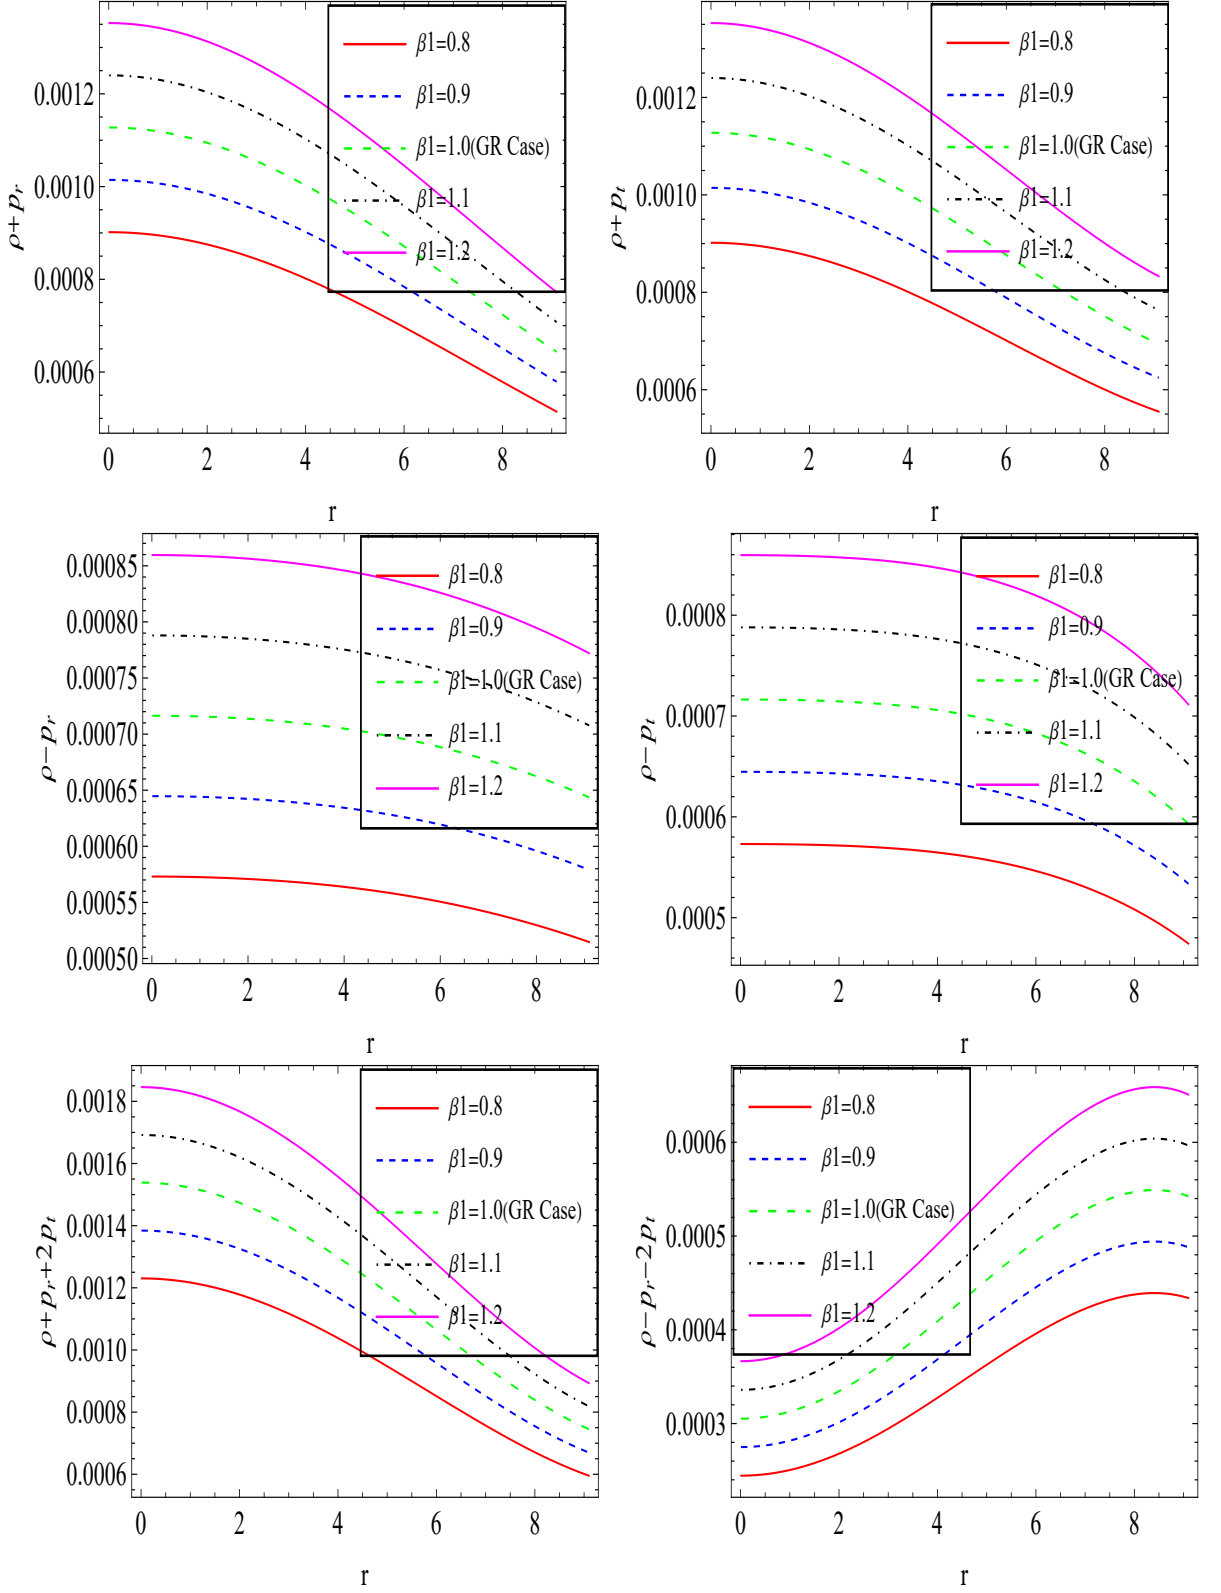 β1=0.8
β1=0.9
β1=1.0(GR Case)
β1=1.1
β1=1.2
0.0012
0.0010
0.0008
0.0006
ρ+p_r
0 2 4 6 8
r
β1=0.8
β1=0.9
β1=1.0(GR Case)
β1=1.1
β1=1.2
0.0012
0.0010
0.0008
0.0006
ρ+p_t
0 2 4 6 8
r
β1=0.8
β1=0.9
β1=1.0(GR Case)
β1=1.1
β1=1.2
0.00085
0.00080
0.00075
0.00070
0.00065
0.00060
0.00055
0.00050
ρ−p_r
0 2 4 6 8
r
β1=0.8
β1=0.9
β1=1.0(GR Case)
β1=1.1
β1=1.2
0.0008
0.0007
0.0006
0.0005
ρ−p_t
0 2 4 6 8
r
β1=0.8
β1=0.9
β1=1.0(GR Case)
β1=1.1
β1=1.2
0.0018
0.0016
0.0014
0.0012
0.0010
0.0008
0.0006
ρ+p_r+2p_t
0 2 4 6 8
r
β1=0.8
β1=0.9
β1=1.0(GR Case)
β1=1.1
β1=1.2
0.0006
0.0005
0.0004
0.0003
ρ−p_r−2p_t
0 2 4 6 8
r